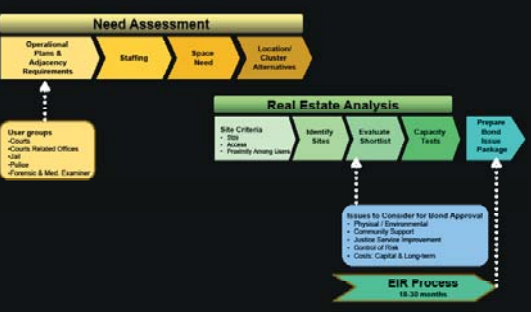 Need Assessment
Operational
Plans &
Adjacency
Requirements
Staffing
Space
Need
Location/
Cluster
Alternatives
Real Estate Analysis
Site Criteria
• Size
• Access
• Proximity Among Users
Identify
Sites
Evaluate
Shortlist
Capacity
Tests
Prepare
Bond
Issue
Package
User groups
•Courts
•Courts Related Offices
•Jail
•Police
•Forensic & Med. Examiner
Issues to Consider for Bond Approval
• Physical / Environmental
• Community Support
• Justice Service Improvement
• Control of Risk
• Costs: Capital & Long-term
EIR Process
18-30 months